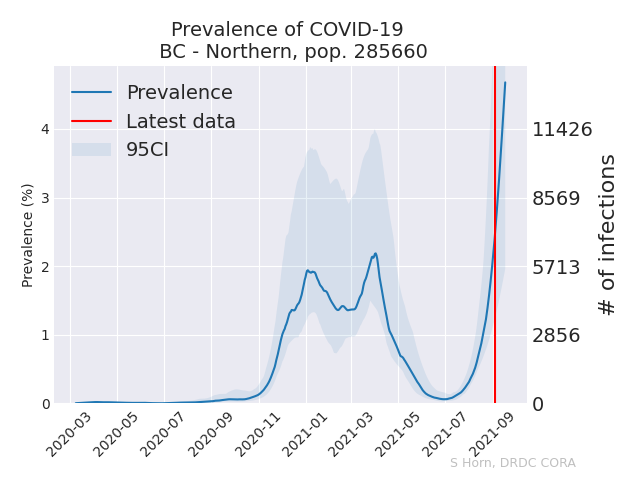 Prevalence of COVID-19
BC - Northern, pop. 285660
Prevalence
Latest data
95CI
Prevalence (%)
4
3
2
1
0
11426
8569
5713
2856
0
# of infections
2020-03
2020-05
2020-07
2020-09
2020-11
2021-01
2021-03
2021-05
2021-07
2021-09
S Horn, DRDC CORA